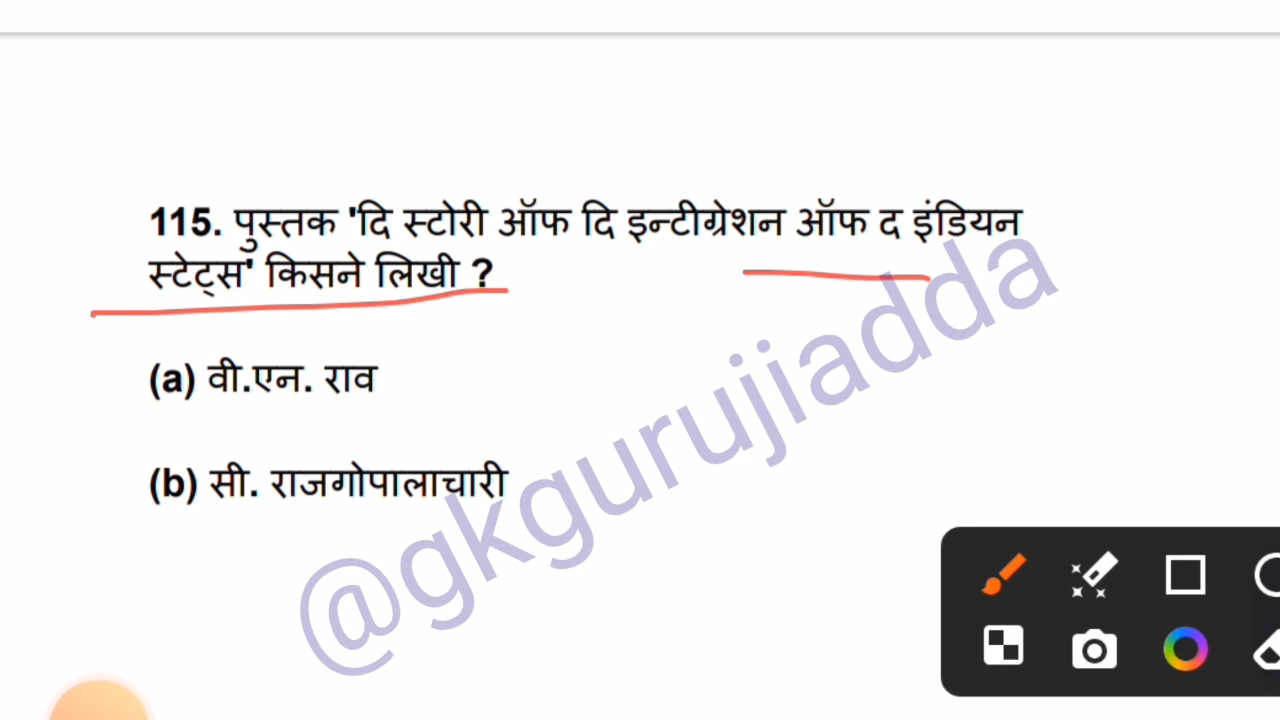 115. पुस्तक 'दि स्टोरी ऑफ दि इन्टीग्रेशन ऑफ द इंडियन
स्टेट्स' किसने लिखी ?
(a) वी.एन. राव
(b) सी. राजगोपालाचारी
@gkgurujiadda